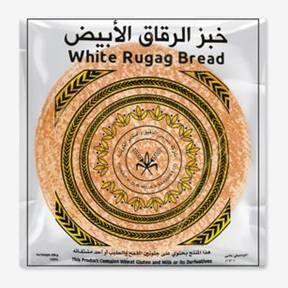 خبز الرقاق الأبيض
White Rugag Bread
هذا المنتج يحتوي على جلوتين القمح والحليب أو أحد مشتقاته
This Product Contains Wheat Gluten and Milk or its Derivatives